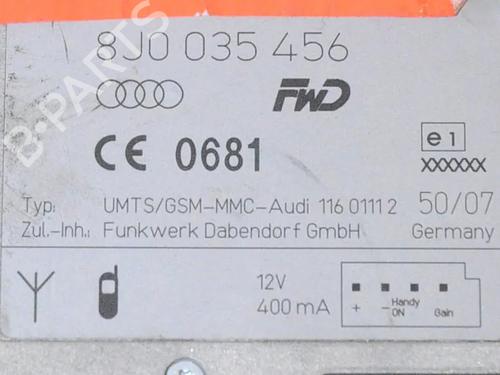 8J0 035 456
FWD
CE 0681
e1
XXXXXX
Typ: UMTS/GSM-MMC-Audi 116 0111 2 50/07
Zul.-Inh.: Funkwerk Dabendorf GmbH Germany
12V
400 mA
+ - Handy ON Gain
B-PARTS